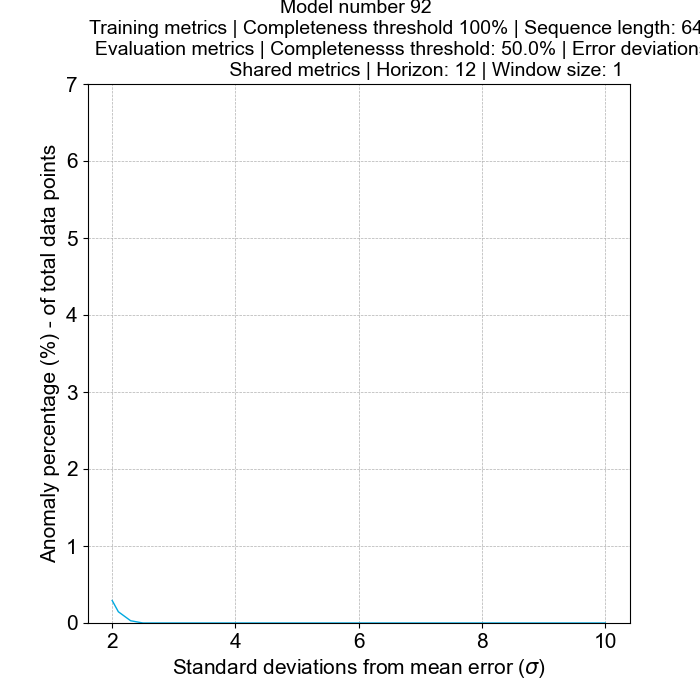 Model number 92
Training metrics | Completeness threshold 100% | Sequence length: 64
Evaluation metrics | Completenesss threshold: 50.0% | Error deviation
Shared metrics | Horizon: 12 | Window size: 1
7
6
5
4
3
2
1
0
2 4 6 8 10
Anomaly percentage (%) - of total data points
Standard deviations from mean error (σ)